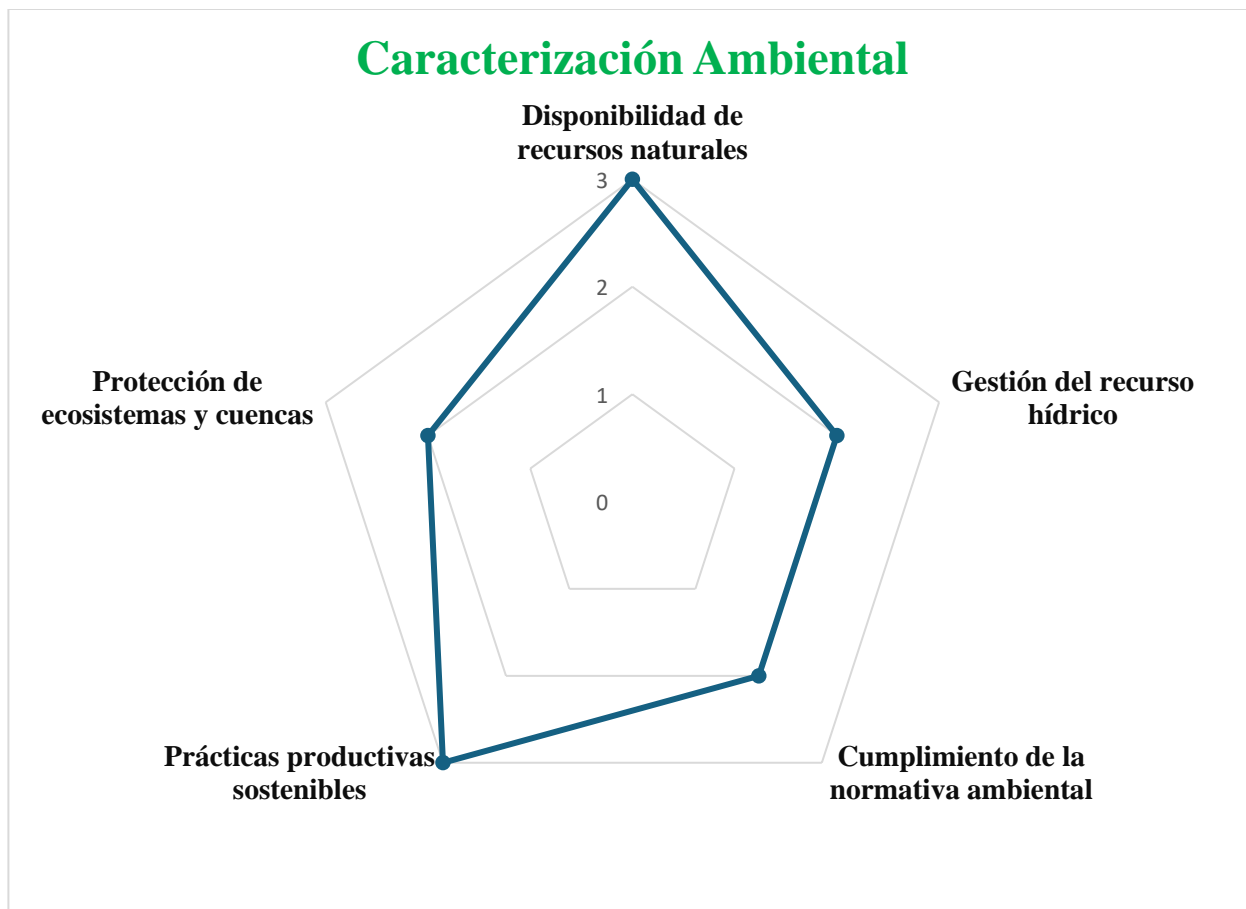 Caracterización Ambiental
Disponibilidad de
recursos naturales
3
2
1
0
Gestión del recurso
hídrico
Cumplimiento de la
normativa ambiental
Prácticas productivas
sostenibles
Protección de
ecosistemas y cuencas